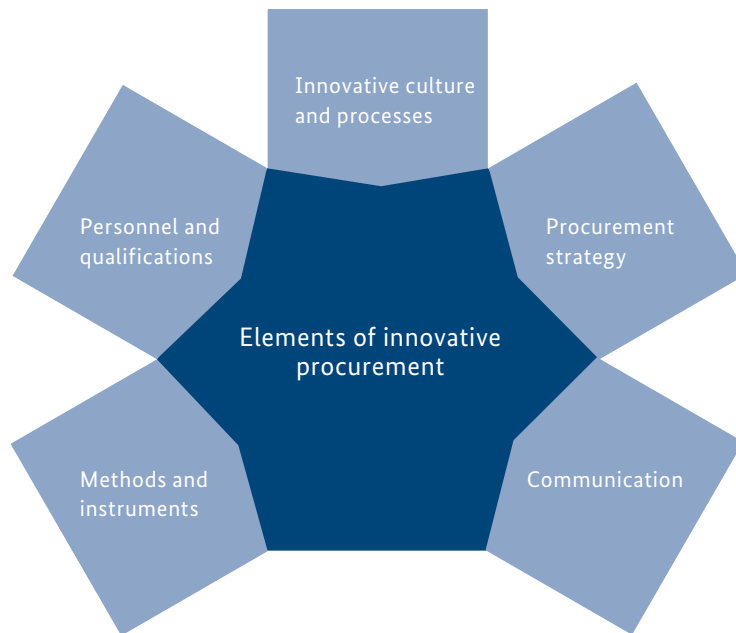 Innovative culture
and processes
Personnel and
qualifications
Procurement
strategy
Elements of innovative
procurement
Methods and
instruments
Communication